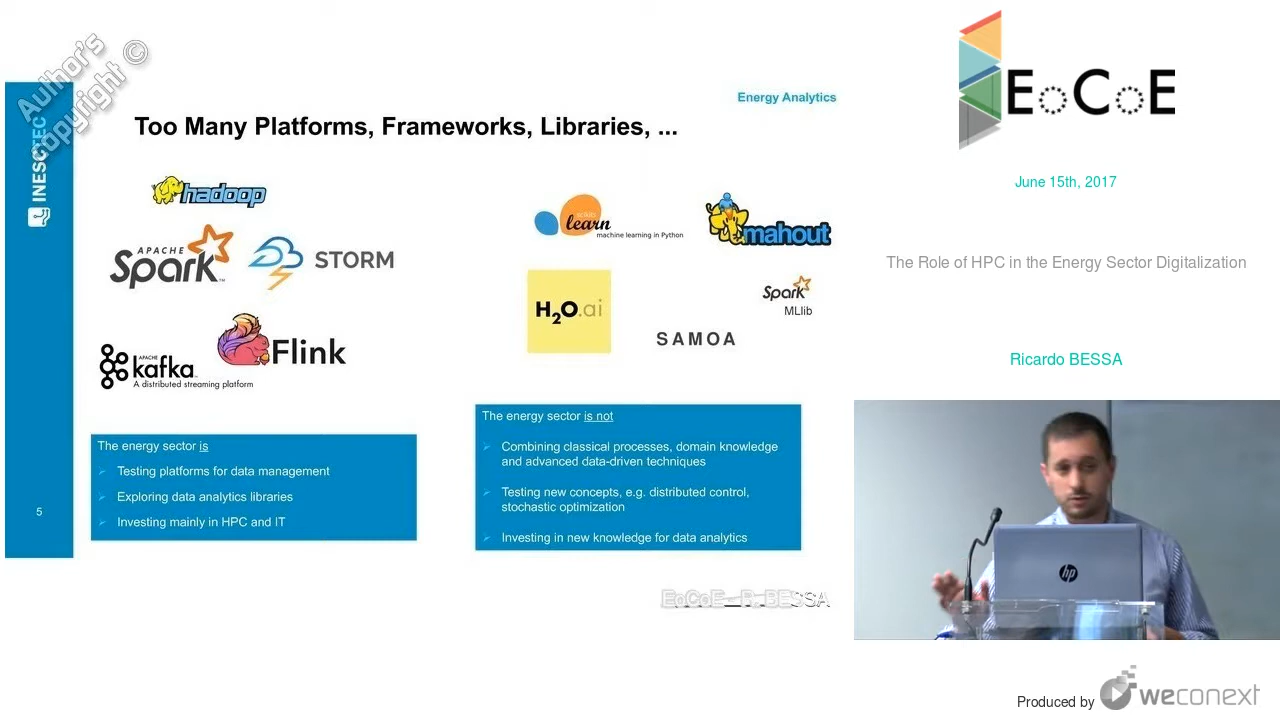 Author's
Copyright ©
INESCTEC
Energy Analytics
Too Many Platforms, Frameworks, Libraries, ...
hadoop
APACHE
Spark
STORM
Flink
APACHE
kafka
A distributed streaming platform
scikit
learn
machine learning in Python
mahout
H2O.ai
Spark
MLlib
SAMOA
The energy sector is
Testing platforms for data management
Exploring data analytics libraries
Investing mainly in HPC and IT
The energy sector is not
Combining classical processes, domain knowledge
and advanced data-driven techniques
Testing new concepts, e.g. distributed control,
stochastic optimization
Investing in new knowledge for data analytics
5
EoCoE - R. BESSA
EoCoE
June 15th, 2017
The Role of HPC in the Energy Sector Digitalization
Ricardo BESSA
hp
Produced by
weconext